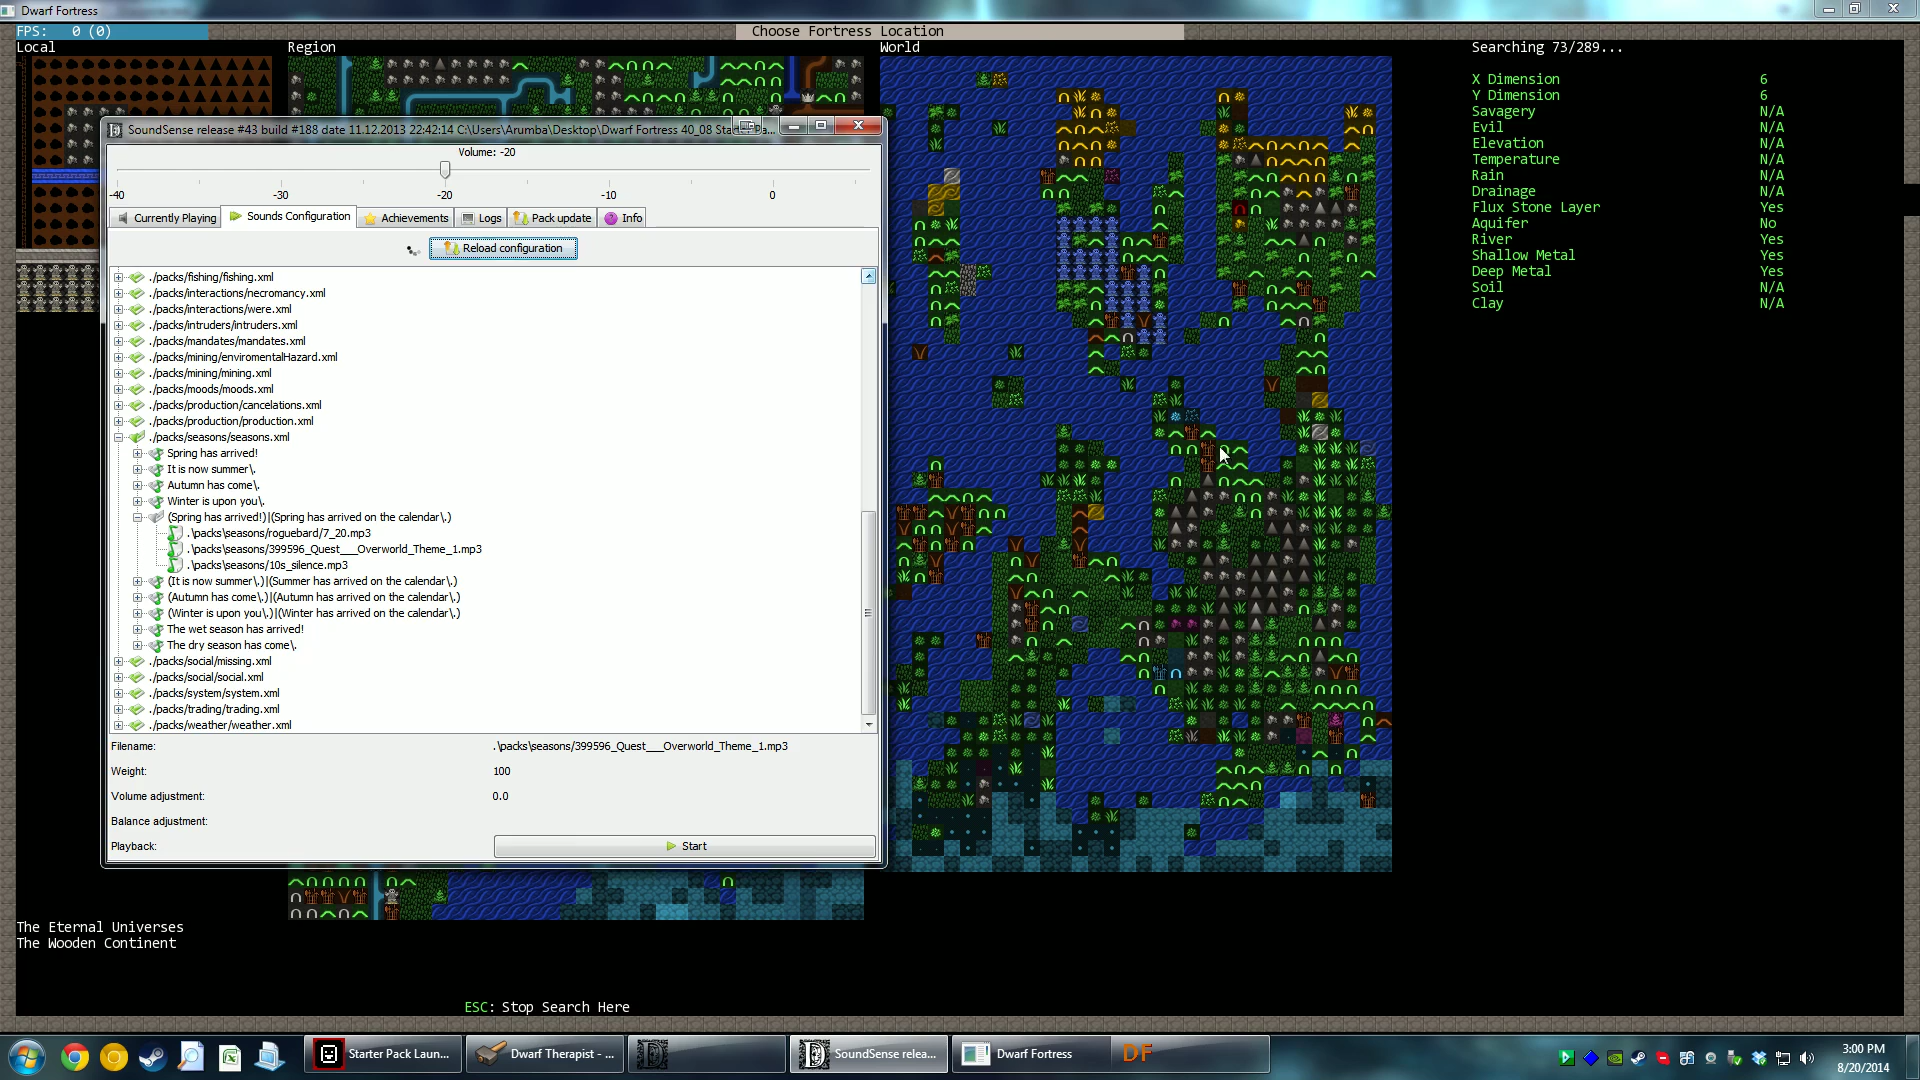 Dwarf Fortress
FPS: 0 (0)
Choose Fortress Location
Local
Region
World
Searching 73/289...
X Dimension 6
Y Dimension 6
Savagery N/A
Evil N/A
Elevation N/A
Temperature N/A
Rain N/A
Drainage N/A
Flux Stone Layer Yes
Aquifer No
River Yes
Shallow Metal Yes
Deep Metal Yes
Soil N/A
Clay N/A
SoundSense release #43 build #188 date 11.12.2013 22:42:14 C:\Users\Arumba\Desktop\Dwarf Fortress 40_08 Sta
Volume: -20
-40 -30 -20 -10 0
Currently Playing
Sounds Configuration
Achievements
Logs
Pack update
Info
Reload configuration
./packs/fishing/fishing.xml
./packs/interactions/necromancy.xml
./packs/interactions/were.xml
./packs/intruders/intruders.xml
./packs/mandates/mandates.xml
./packs/mining/enviromentalHazard.xml
./packs/mining/mining.xml
./packs/moods/moods.xml
./packs/production/cancelations.xml
./packs/production/production.xml
./packs/seasons/seasons.xml
Spring has arrived!
It is now summer\.
Autumn has come\.
Winter is upon you\.
(Spring has arrived!)|(Spring has arrived on the calendar\.)
.\packs\seasons/roguebard/7_20.mp3
.\packs\seasons/399596_Quest___Overworld_Theme_1.mp3
.\packs\seasons/10s_silence.mp3
(It is now summer\.)|(Summer has arrived on the calendar\.)
(Autumn has come\.)|(Autumn has arrived on the calendar\.)
(Winter is upon you\.)|(Winter has arrived on the calendar\.)
The wet season has arrived!
The dry season has come\.
./packs/social/missing.xml
./packs/social/social.xml
./packs/system/system.xml
./packs/trading/trading.xml
./packs/weather/weather.xml
Filename: .\packs\seasons/399596_Quest___Overworld_Theme_1.mp3
Weight: 100
Volume adjustment: 0.0
Balance adjustment:
Playback: Start
The Eternal Universes
The Wooden Continent
ESC: Stop Search Here
Starter Pack Laun...
Dwarf Therapist - ...
SoundSense relea...
Dwarf Fortress
DF
3:00 PM
8/20/2014